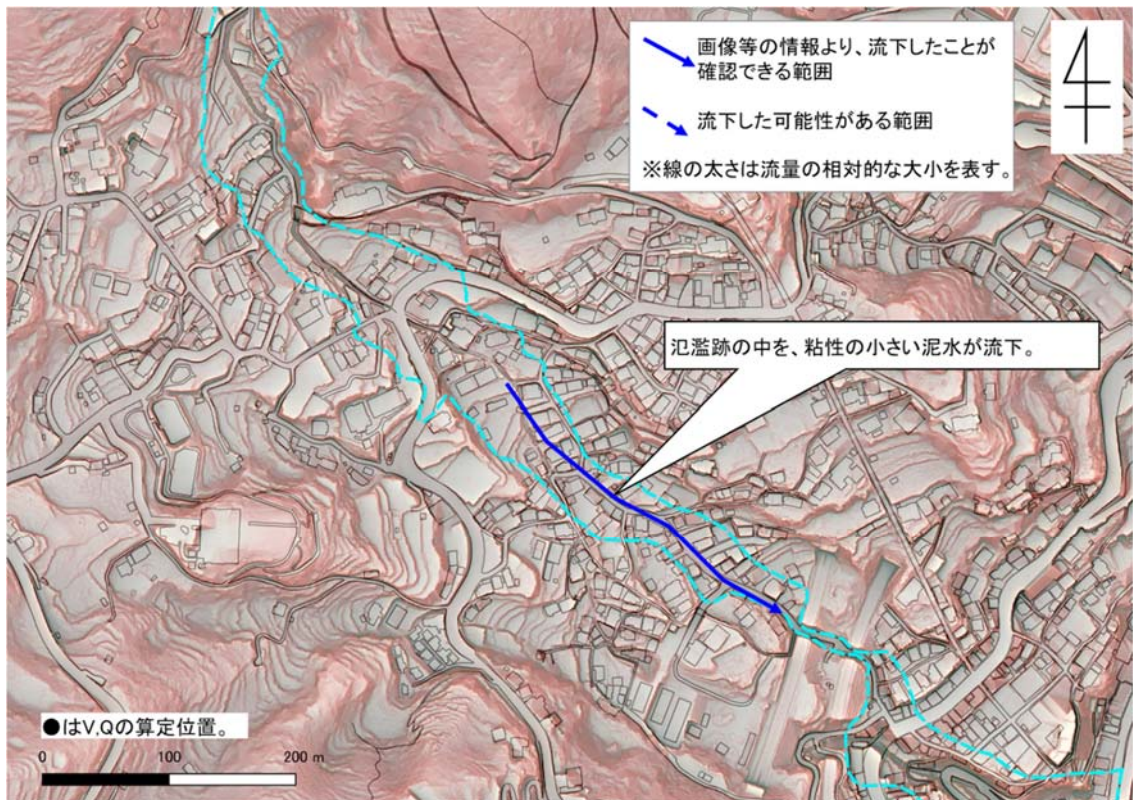 画像等の情報より、流下したことが
確認できる範囲
流下した可能性がある範囲
※線の太さは流量の相対的な大小を表す。
氾濫跡の中を、粘性の小さい泥水が流下。
●はV,Qの算定位置。
0 100 200 m